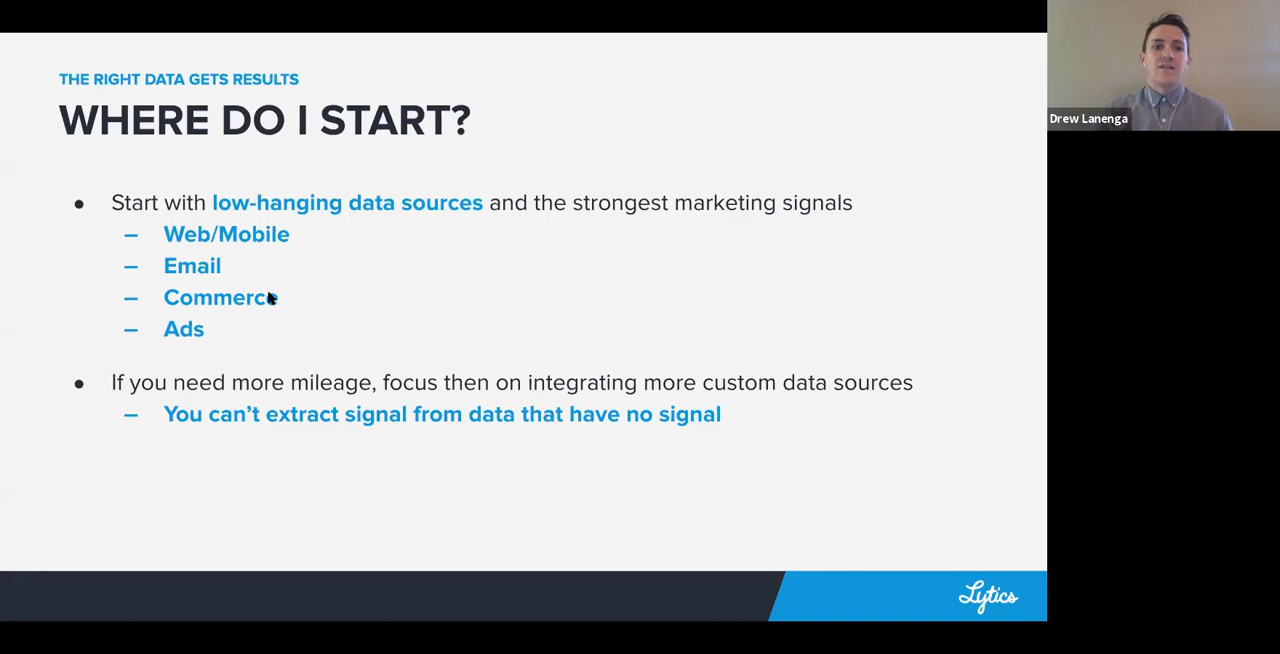 THE RIGHT DATA GETS RESULTS
WHERE DO I START?
● Start with low-hanging data sources and the strongest marketing signals
– Web/Mobile
– Email
– Commerce
– Ads
● If you need more mileage, focus then on integrating more custom data sources
– You can’t extract signal from data that have no signal
Lytics
Drew Lanenga